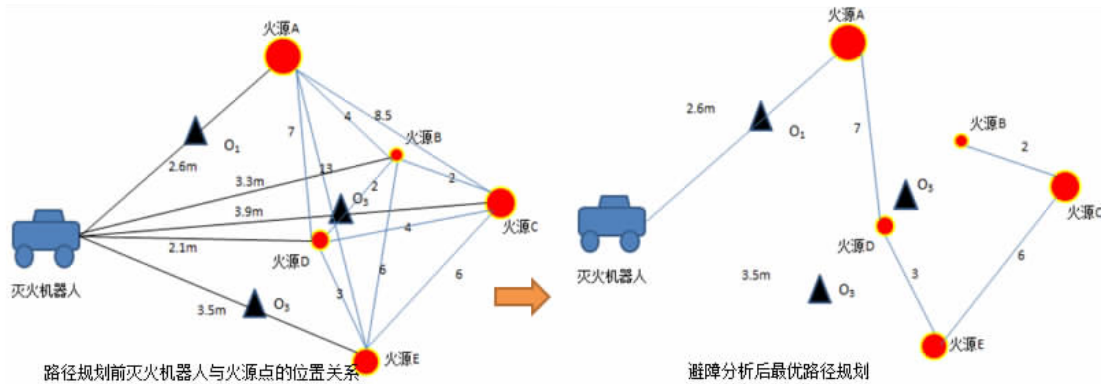 火源A
O₁
2.6m
7
4
8.5
火源B
13
3.3m
2
2
O₃
3.9m
4
火源C
2.1m
火源D
灭火机器人
3
6
6
3.5m
O₃
火源E
路径规划前灭火机器人与火源点的位置关系
火源A
2.6m
O₁
7
火源B
2
O₃
火源C
火源D
灭火机器人
3.5m
O₃
3
6
火源E
避障分析后最优路径规划